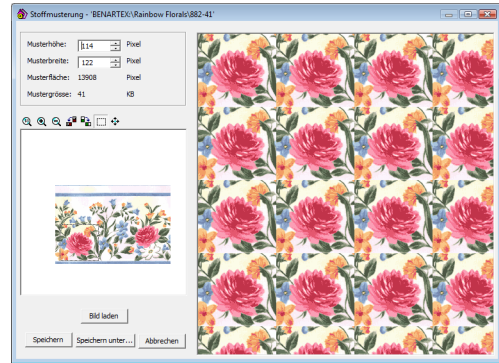 Stoffmusterung - 'BENARTEX:\Rainbow Florals\882-41'
Musterhöhe: 114 Pixel
Musterbreite: 122 Pixel
Musterfläche: 13908 Pixel
Mustergrösse: 41 KB
Bild laden
Speichern Speichern unter... Abbrechen